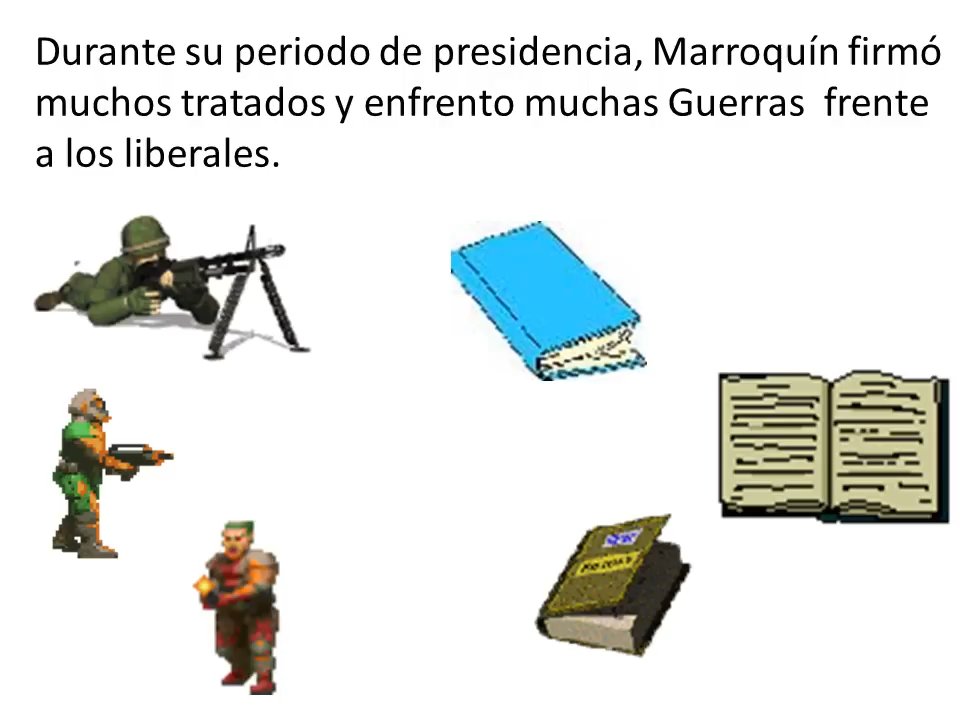 Durante su periodo de presidencia, Marroquín firmó
muchos tratados y enfrento muchas Guerras  frente
a los liberales.